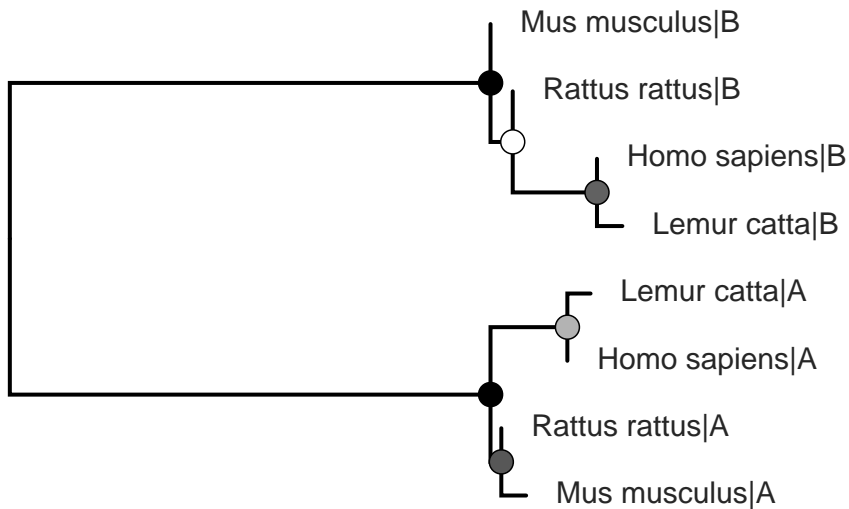 Mus musculus|B
Rattus rattus|B
Homo sapiens|B
Lemur catta|B
Lemur catta|A
Homo sapiens|A
Rattus rattus|A
Mus musculus|A